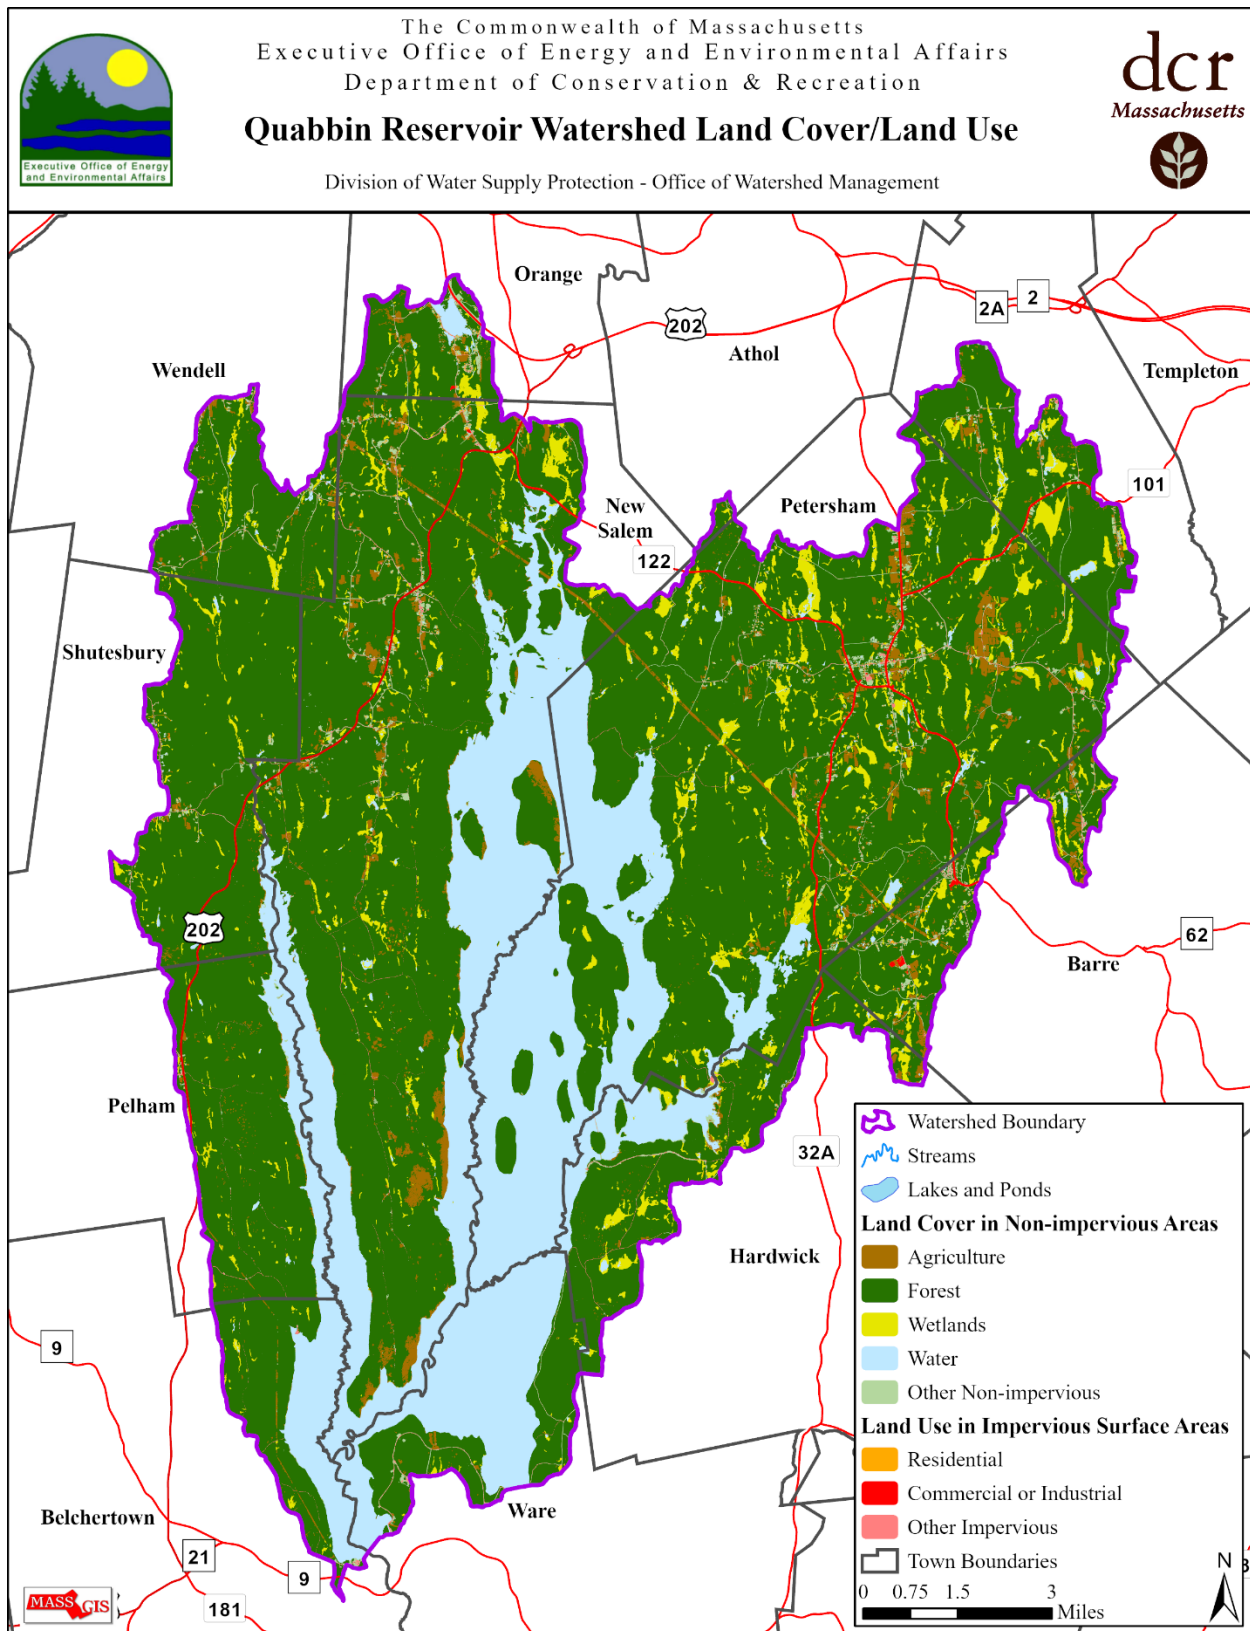 The Commonwealth of Massachusetts
Executive Office of Energy and Environmental Affairs
Department of Conservation & Recreation
Quabbin Reservoir Watershed Land Cover/Land Use
Division of Water Supply Protection - Office of Watershed Management
Executive Office of Energy
and Environmental Affairs
dcr
Massachusetts
Orange
2
2A
202
Athol
Wendell
Templeton
101
New
Salem
Petersham
122
Shutesbury
202
62
Barre
Pelham
32A
Hardwick
9
Belchertown
Ware
21
9
181
MASS GIS
Watershed Boundary
Streams
Lakes and Ponds
Land Cover in Non-impervious Areas
Agriculture
Forest
Wetlands
Water
Other Non-impervious
Land Use in Impervious Surface Areas
Residential
Commercial or Industrial
Other Impervious
Town Boundaries
0 0.75 1.5 3
Miles
N